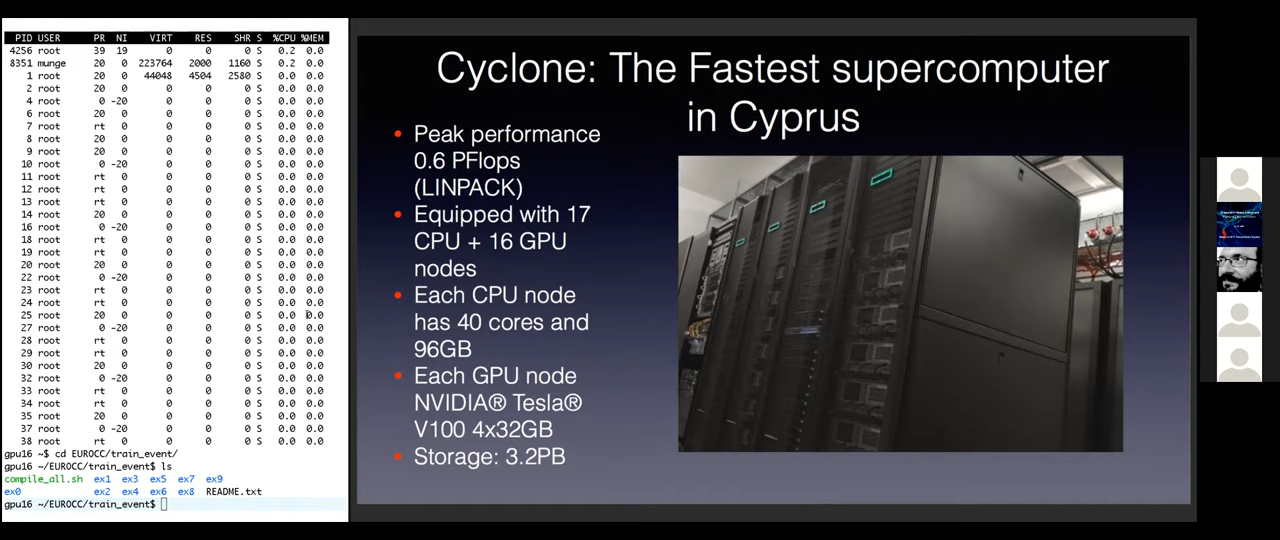 PID USER PR NI VIRT RES SHR S %CPU %MEM
4256 root 39 19 0 0 0 S 0.2 0.0
8351 munge 20 0 223764 2000 1160 S 0.2 0.0
1 root 20 0 44048 4504 2580 S 0.0 0.0
2 root 20 0 0 0 0 S 0.0 0.0
4 root 0 -20 0 0 0 S 0.0 0.0
6 root 20 0 0 0 0 S 0.0 0.0
7 root rt 0 0 0 0 S 0.0 0.0
8 root 20 0 0 0 0 S 0.0 0.0
9 root 20 0 0 0 0 S 0.0 0.0
10 root 0 -20 0 0 0 S 0.0 0.0
11 root rt 0 0 0 0 S 0.0 0.0
12 root rt 0 0 0 0 S 0.0 0.0
13 root rt 0 0 0 0 S 0.0 0.0
14 root 20 0 0 0 0 S 0.0 0.0
16 root 0 -20 0 0 0 S 0.0 0.0
18 root rt 0 0 0 0 S 0.0 0.0
19 root rt 0 0 0 0 S 0.0 0.0
20 root 20 0 0 0 0 S 0.0 0.0
22 root 0 -20 0 0 0 S 0.0 0.0
23 root rt 0 0 0 0 S 0.0 0.0
24 root rt 0 0 0 0 S 0.0 0.0
25 root 20 0 0 0 0 S 0.0 0.0
27 root 0 -20 0 0 0 S 0.0 0.0
28 root rt 0 0 0 0 S 0.0 0.0
29 root rt 0 0 0 0 S 0.0 0.0
30 root 20 0 0 0 0 S 0.0 0.0
32 root 0 -20 0 0 0 S 0.0 0.0
33 root rt 0 0 0 0 S 0.0 0.0
34 root rt 0 0 0 0 S 0.0 0.0
35 root 20 0 0 0 0 S 0.0 0.0
37 root 0 -20 0 0 0 S 0.0 0.0
38 root rt 0 0 0 0 S 0.0 0.0
gpu16 ~$ cd EUROCC/train_event/
gpu16 ~/EUROCC/train_event$ ls
compile_all.sh ex1 ex3 ex5 ex7 ex9
ex0 ex2 ex4 ex6 ex8 README.txt
gpu16 ~/EUROCC/train_event$
Cyclone: The Fastest supercomputer
in Cyprus
• Peak performance
0.6 PFlops
(LINPACK)
• Equipped with 17
CPU + 16 GPU
nodes
• Each CPU node
has 40 cores and
96GB
• Each GPU node
NVIDIA® Tesla®
V100 4x32GB
• Storage: 3.2PB